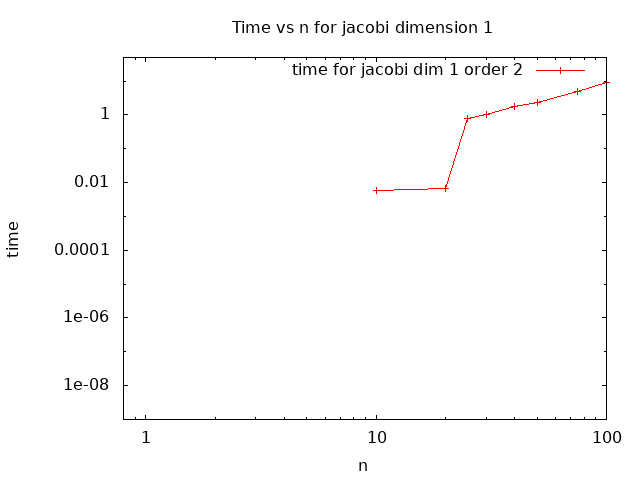 Time vs n for jacobi dimension 1
time for jacobi dim 1 order 2
1
0.01
0.0001
1e-06
1e-08
time
1 10 100
n